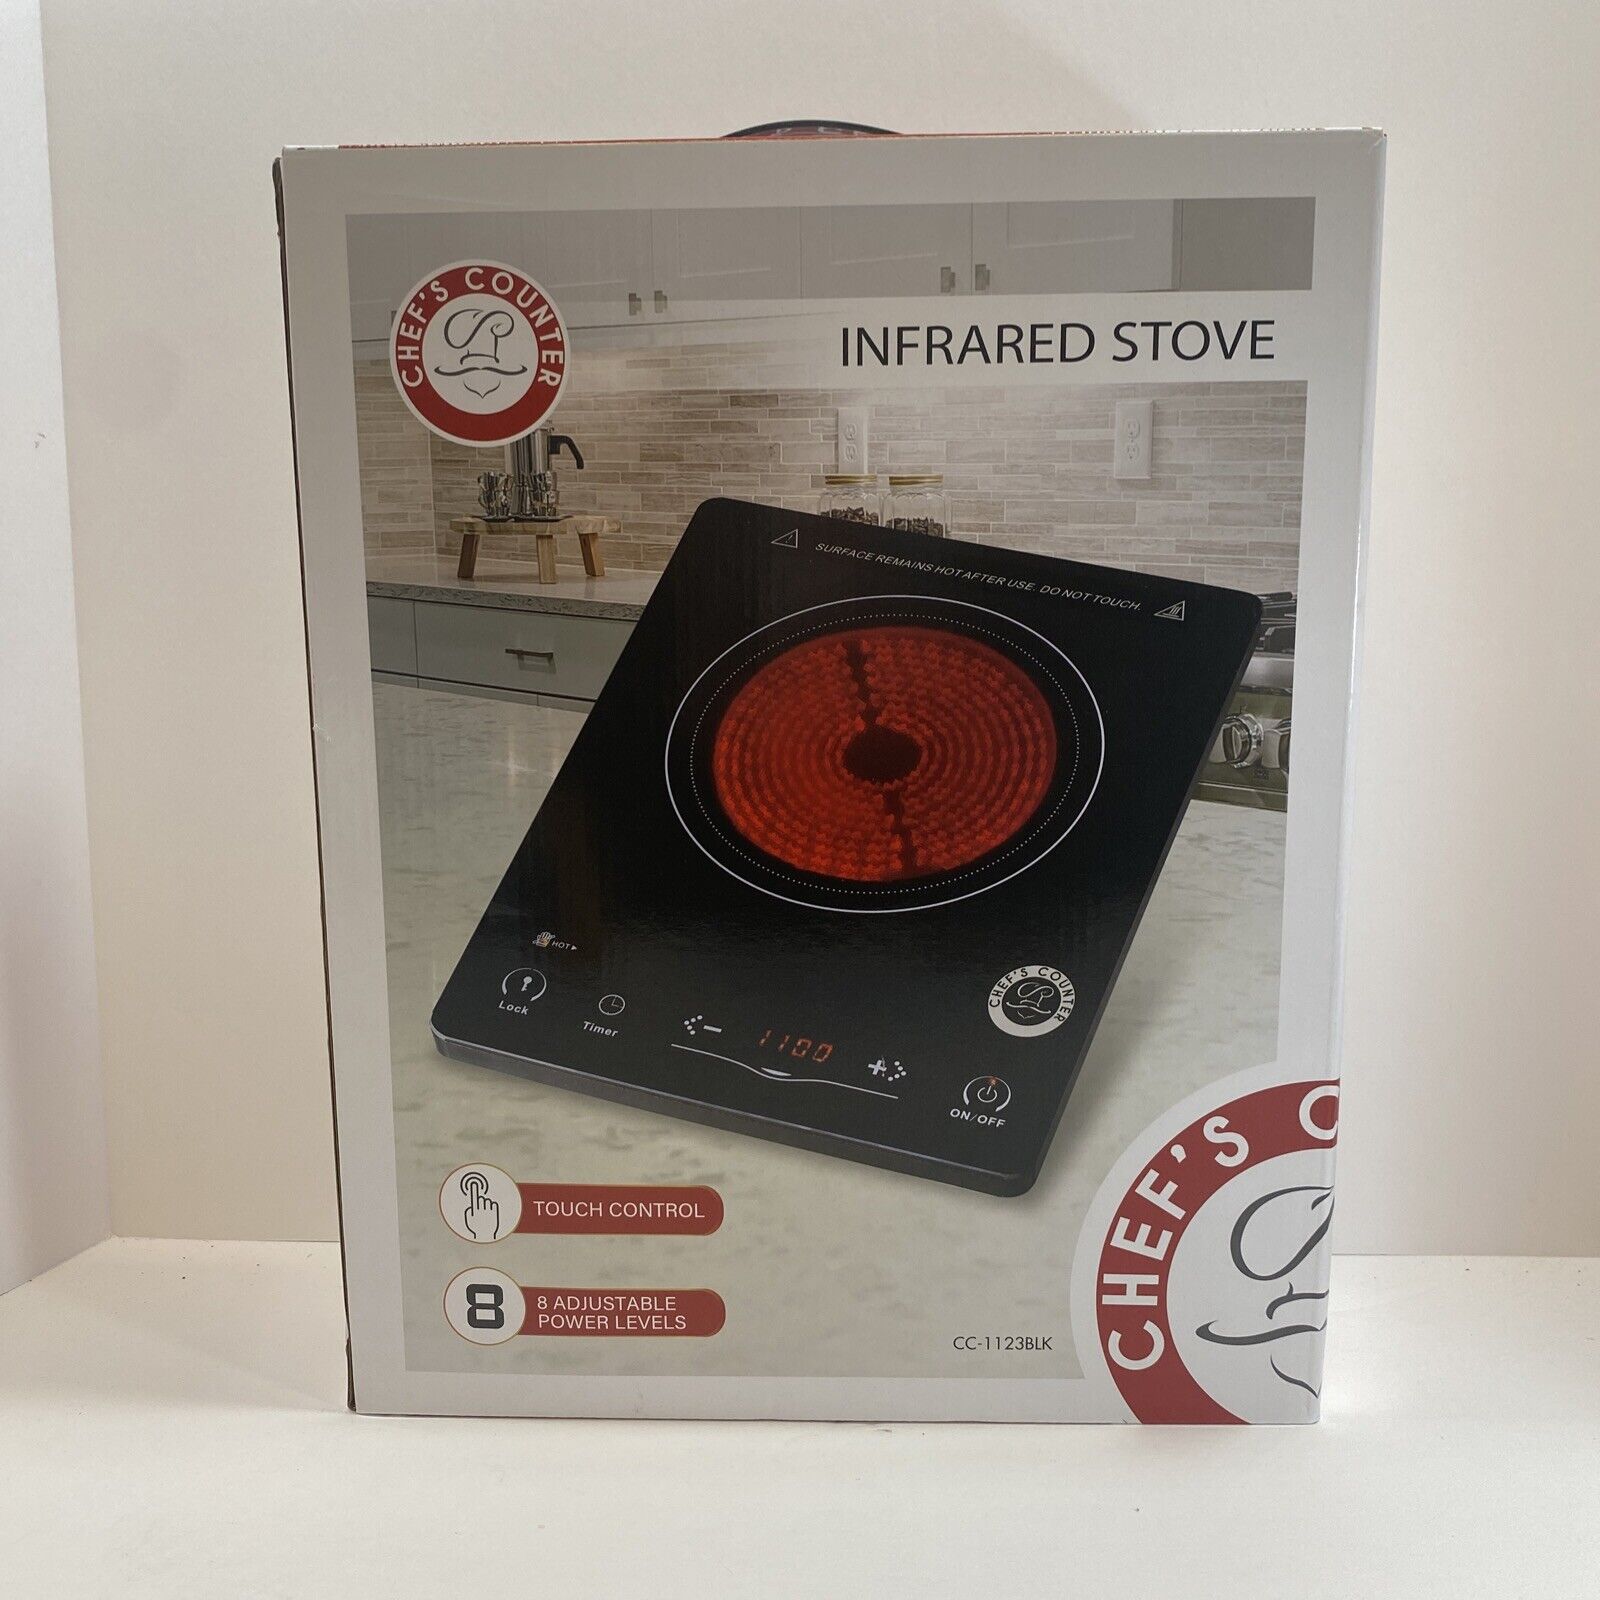 CHEF'S COUNTER
INFRARED STOVE
SURFACE REMAINS HOT AFTER USE. DO NOT TOUCH.
HOT
Lock
Timer
1100
ON/OFF
CHEF'S COUNTER
TOUCH CONTROL
8
8 ADJUSTABLE
POWER LEVELS
CC-1123BLK
CHEF'S C